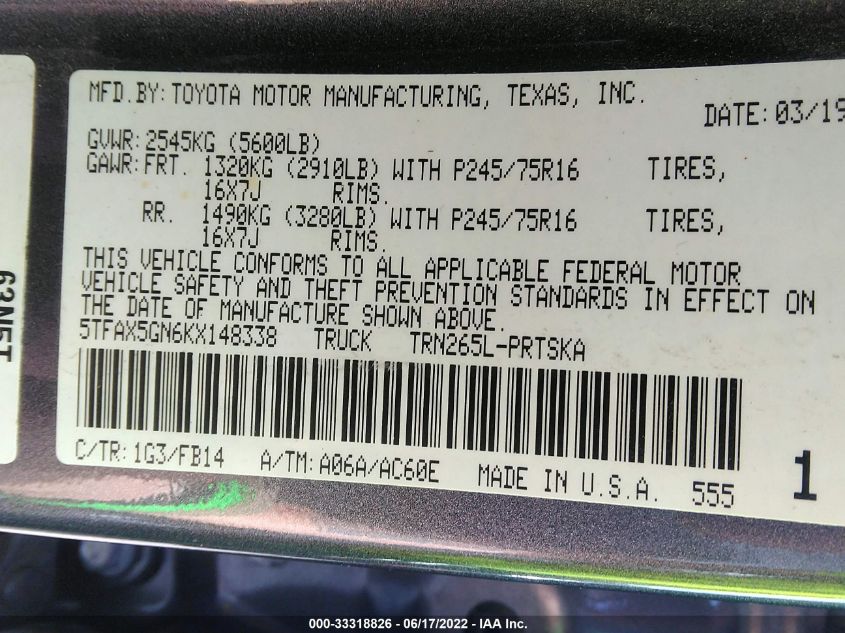 MFD.BY:TOYOTA MOTOR MANUFACTURING, TEXAS, INC.
DATE:03/19
GVWR:2545KG (5600LB)
GAWR:FRT. 1320KG (2910LB) WITH P245/75R16 TIRES,
16X7J RIMS.
RR. 1490KG (3280LB) WITH P245/75R16 TIRES,
16X7J RIMS.
THIS VEHICLE CONFORMS TO ALL APPLICABLE FEDERAL MOTOR
VEHICLE SAFETY AND THEFT PREVENTION STANDARDS IN EFFECT ON
THE DATE OF MANUFACTURE SHOWN ABOVE.
5TFAX5GN6KX148338 TRUCK TRN265L-PRTSKA
C/TR:1G3/FB14 A/TM:A06A/AC60E MADE IN U.S.A. 555
1
63N5T
000-33318826 - 06/17/2022 - IAA Inc.